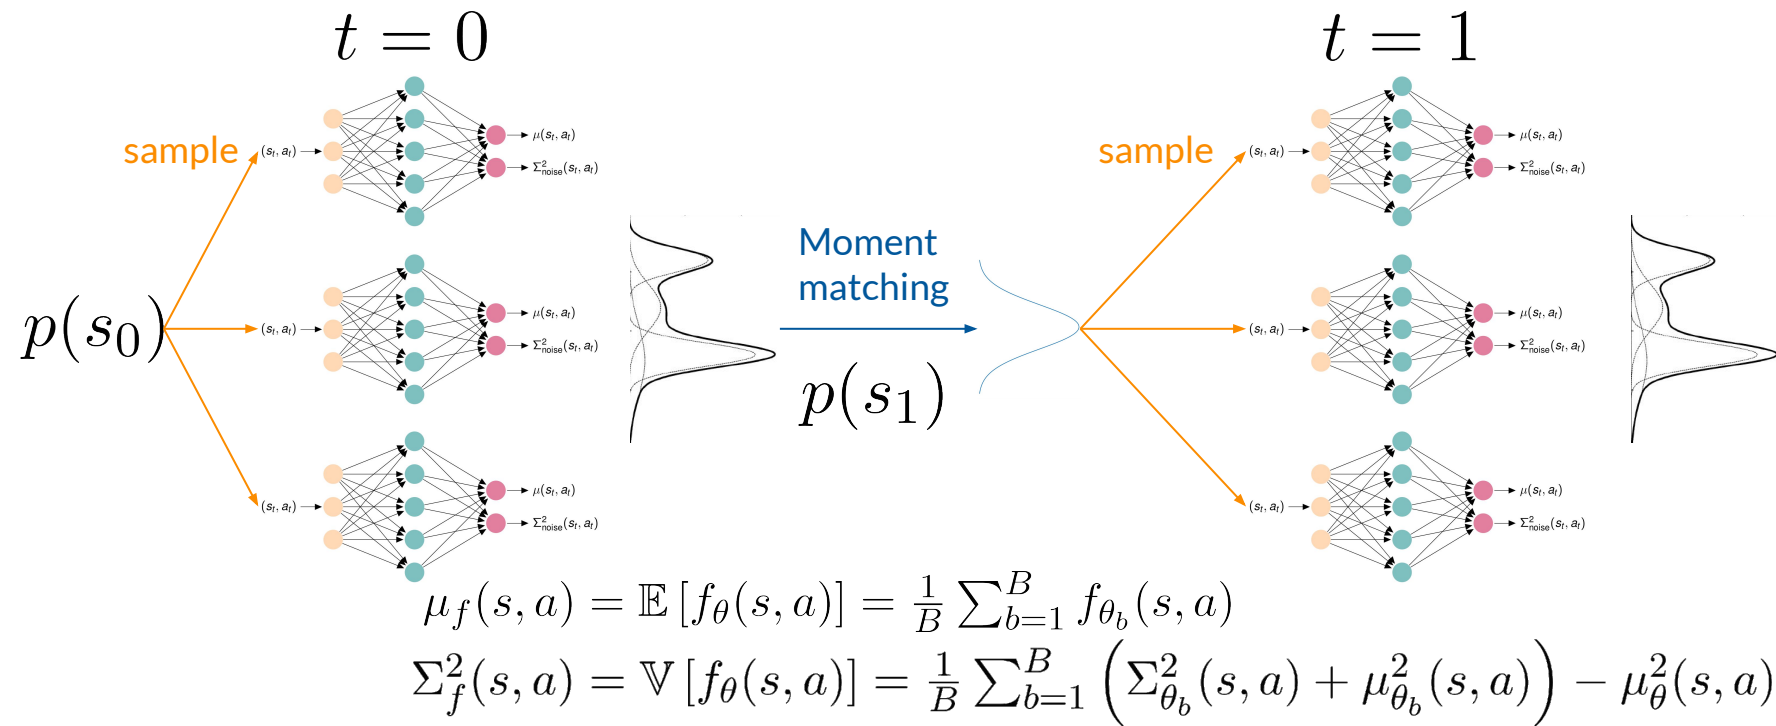 t = 0
t = 1
sample
(s_t, a_t)
μ(s_t, a_t)
Σ²_noise(s_t, a_t)
sample
(s_t, a_t)
μ(s_t, a_t)
Σ²_noise(s_t, a_t)
Moment
matching
p(s_0)
(s_t, a_t)
μ(s_t, a_t)
Σ²_noise(s_t, a_t)
(s_t, a_t)
μ(s_t, a_t)
Σ²_noise(s_t, a_t)
p(s_1)
(s_t, a_t)
μ(s_t, a_t)
Σ²_noise(s_t, a_t)
(s_t, a_t)
μ(s_t, a_t)
Σ²_noise(s_t, a_t)
μ_f(s, a) = 𝔼 [f_θ(s, a)] = \frac{1}{B} ∑_{b=1}^{B} f_{θ_b}(s, a)
Σ²_f(s, a) = 𝕍 [f_θ(s, a)] = \frac{1}{B} ∑_{b=1}^{B} (Σ²_{θ_b}(s, a) + μ²_{θ_b}(s, a)) − μ²_θ(s, a)